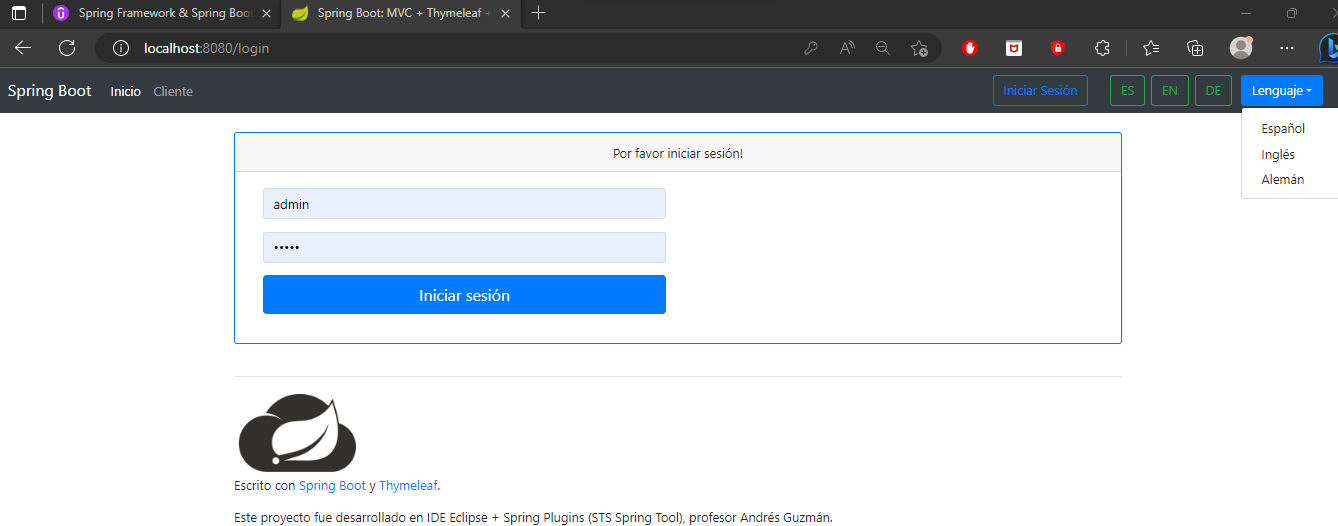 Spring Framework & Spring Boot
Spring Boot: MVC + Thymeleaf +
localhost:8080/login
Spring Boot Inicio Cliente Iniciar Sesión ES EN DE Lenguaje
Español
Inglés
Alemán
Por favor iniciar sesión!
admin
•••••
Iniciar sesión
Escrito con Spring Boot y Thymeleaf.
Este proyecto fue desarrollado en IDE Eclipse + Spring Plugins (STS Spring Tool), profesor Andrés Guzmán.